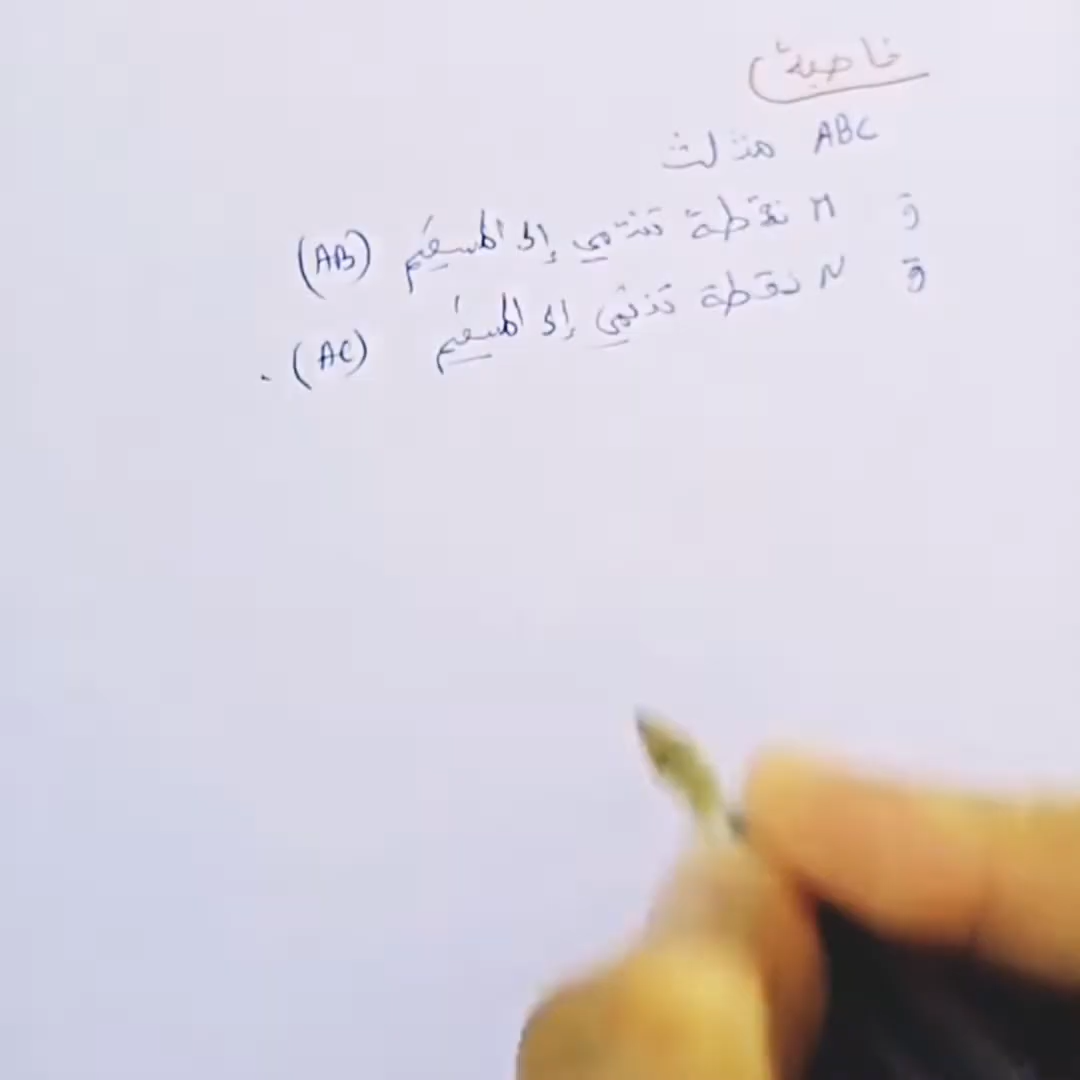 خاصية
ABC مثلث
و M نقطة تنتمي إلى المستقيم (AB)
و N نقطة تنتمي إلى المستقيم (AC) .